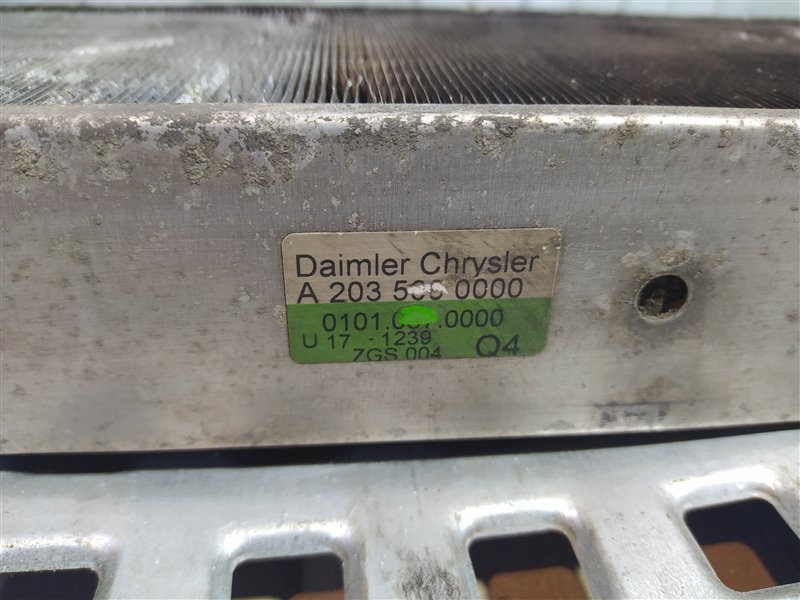 Daimler Chrysler
A 203 0000
U 17 - 1239
ZGS 004 Q4